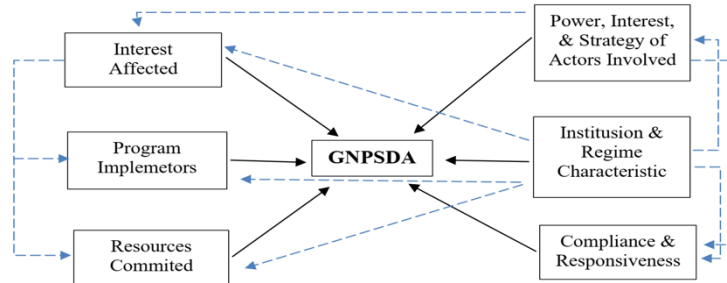 Interest
Affected
Power, Interest,
& Strategy of
Actors Involved
Program
Implemetors
GNPSDA
Institusion &
Regime
Characteristic
Resources
Commited
Compliance &
Responsiveness